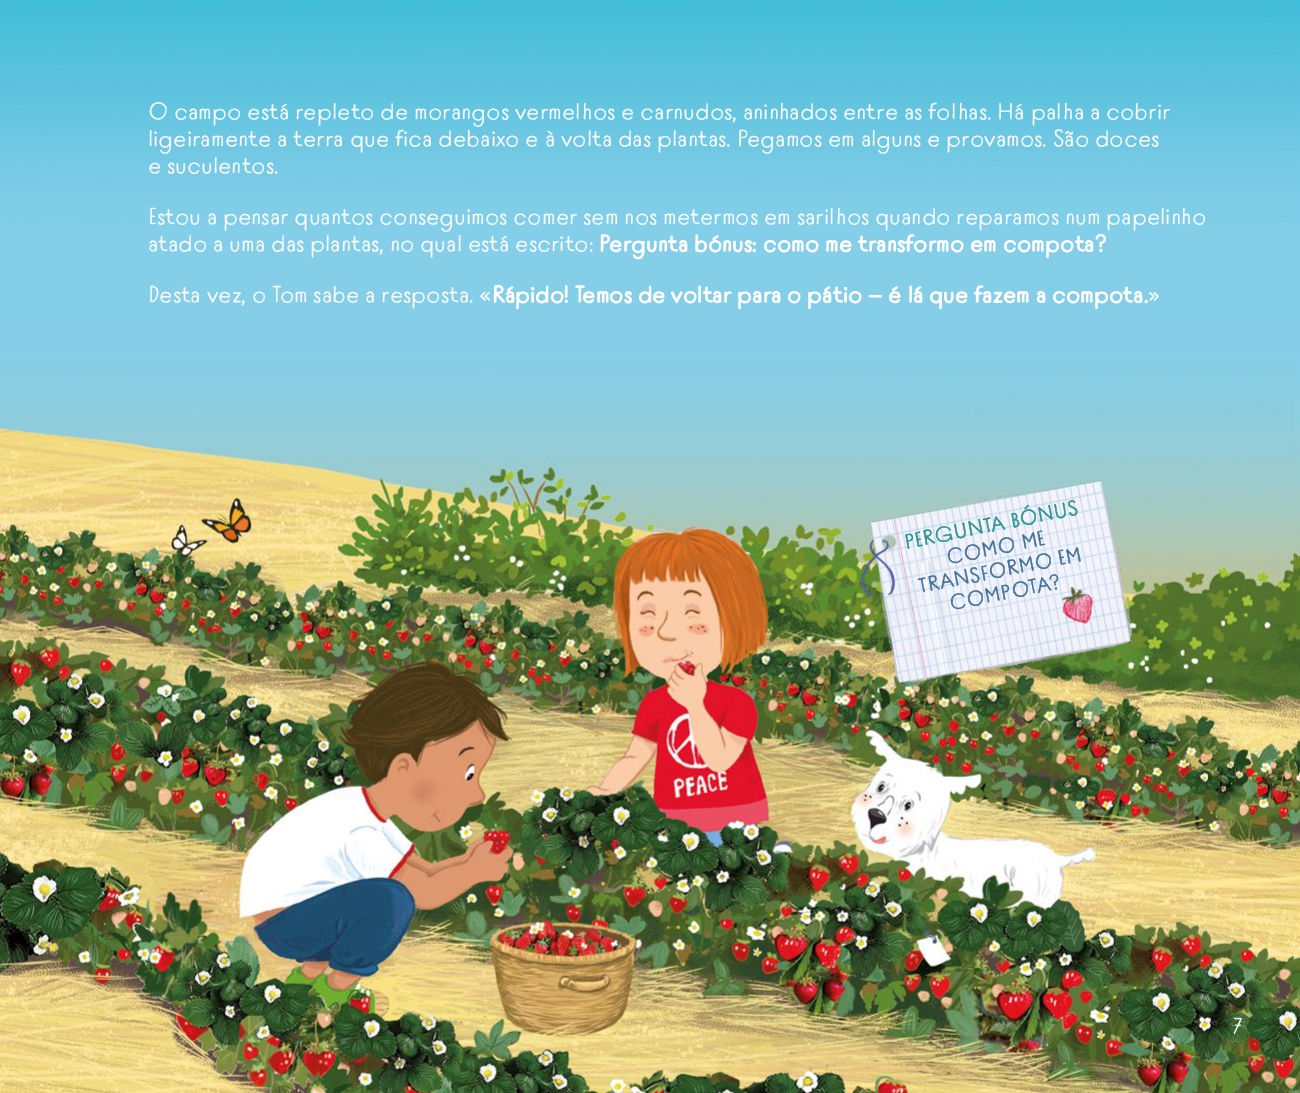 O campo está repleto de morangos vermelhos e carnudos, aninhados entre as folhas. Há palha a cobrir
ligeiramente a terra que fica debaixo e à volta das plantas. Pegamos em alguns e provamos. São doces
e suculentos.
Estou a pensar quantos conseguimos comer sem nos metermos em sarilhos quando reparamos num papelinho
atado a uma das plantas, no qual está escrito: Pergunta bónus: como me transformo em compota?
Desta vez, o Tom sabe a resposta. «Rápido! Temos de voltar para o pátio – é lá que fazem a compota.»
PERGUNTA BÓNUS
COMO ME
TRANSFORMO EM
COMPOTA?
PEACE
7